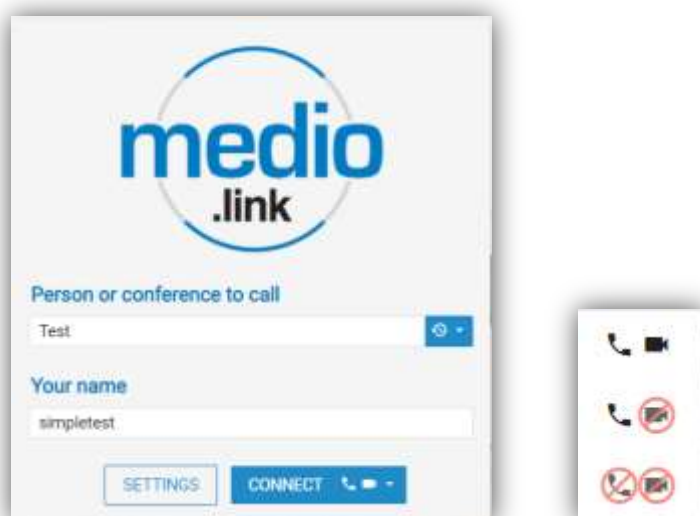 medio
.link
Person or conference to call
Test
Your name
simpletest
SETTINGS CONNECT